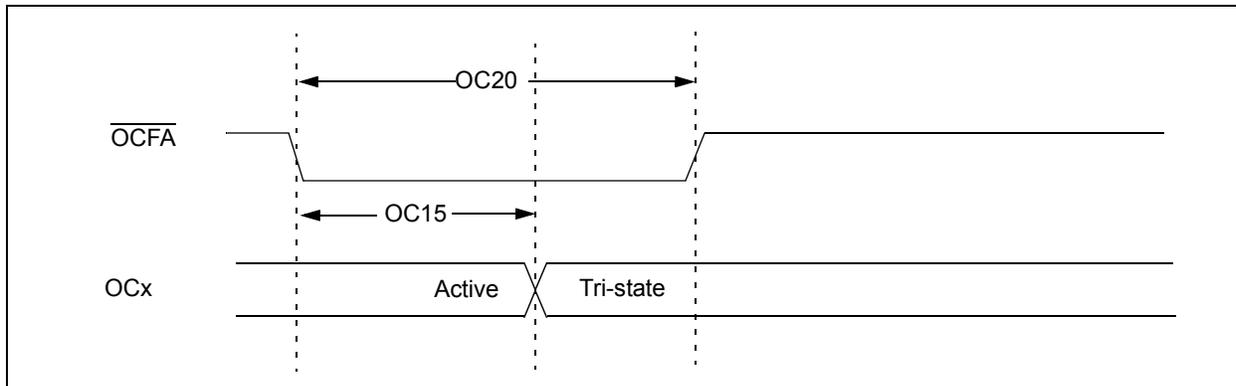 OC20
OCFA
OC15
OCx
Active
Tri-state